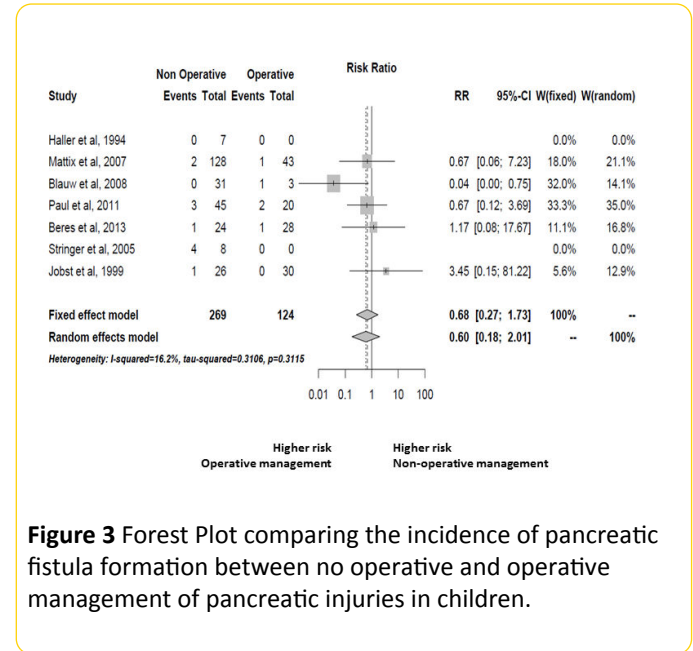 Non Operative Operative Risk Ratio
Study Events Total Events Total RR 95%-CI W(fixed) W(random)
Haller et al, 1994 0 7 0 0 0.0% 0.0%
Mattix et al, 2007 2 128 1 43 0.67 [0.06; 7.23] 18.0% 21.1%
Blauw et al, 2008 0 31 1 3 0.04 [0.00; 0.75] 32.0% 14.1%
Paul et al, 2011 3 45 2 20 0.67 [0.12; 3.69] 33.3% 35.0%
Beres et al, 2013 1 24 1 28 1.17 [0.08; 17.67] 11.1% 16.8%
Stringer et al, 2005 4 8 0 0 0.0% 0.0%
Jobst et al, 1999 1 26 0 30 3.45 [0.15; 81.22] 5.6% 12.9%
Fixed effect model 269 124 0.68 [0.27; 1.73] 100% --
Random effects model 0.60 [0.18; 2.01] -- 100%
Heterogeneity: I-squared=16.2%, tau-squared=0.3106, p=0.3115
0.01 0.1 1 10 100
Higher risk Higher risk
Operative management Non-operative management
Figure 3 Forest Plot comparing the incidence of pancreatic
fistula formation between no operative and operative
management of pancreatic injuries in children.